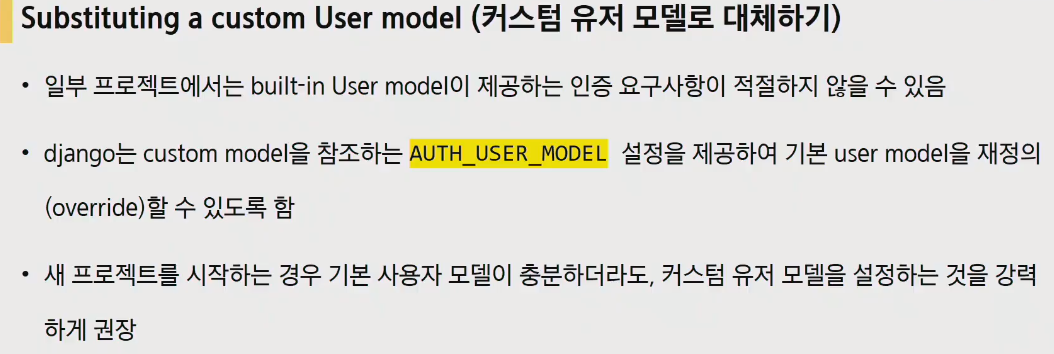 Substituting a custom User model (커스텀 유저 모델로 대체하기)
• 일부 프로젝트에서는 built-in User model이 제공하는 인증 요구사항이 적절하지 않을 수 있음
• django는 custom model을 참조하는 AUTH_USER_MODEL 설정을 제공하여 기본 user model을 재정의
(override)할 수 있도록 함
• 새 프로젝트를 시작하는 경우 기본 사용자 모델이 충분하더라도, 커스텀 유저 모델을 설정하는 것을 강력
하게 권장